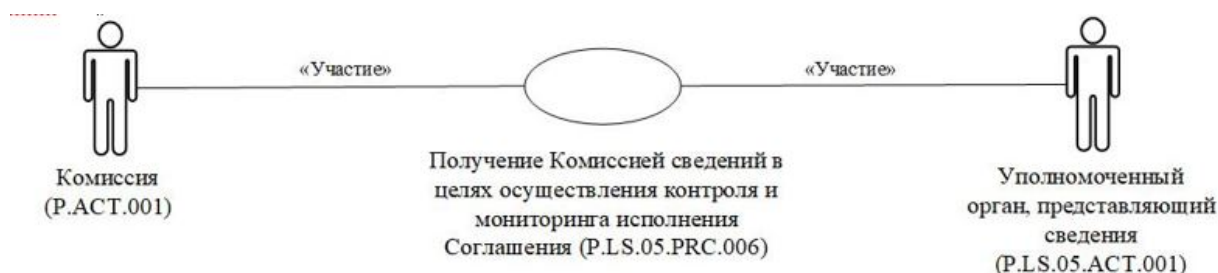 «Участие»
«Участие»
Комиссия
(P.ACT.001)
Получение Комиссией сведений в
целях осуществления контроля и
мониторинга исполнения
Соглашения (P.LS.05.PRC.006)
Уполномоченный
орган, представляющий
сведения
(P.LS.05.ACT.001)